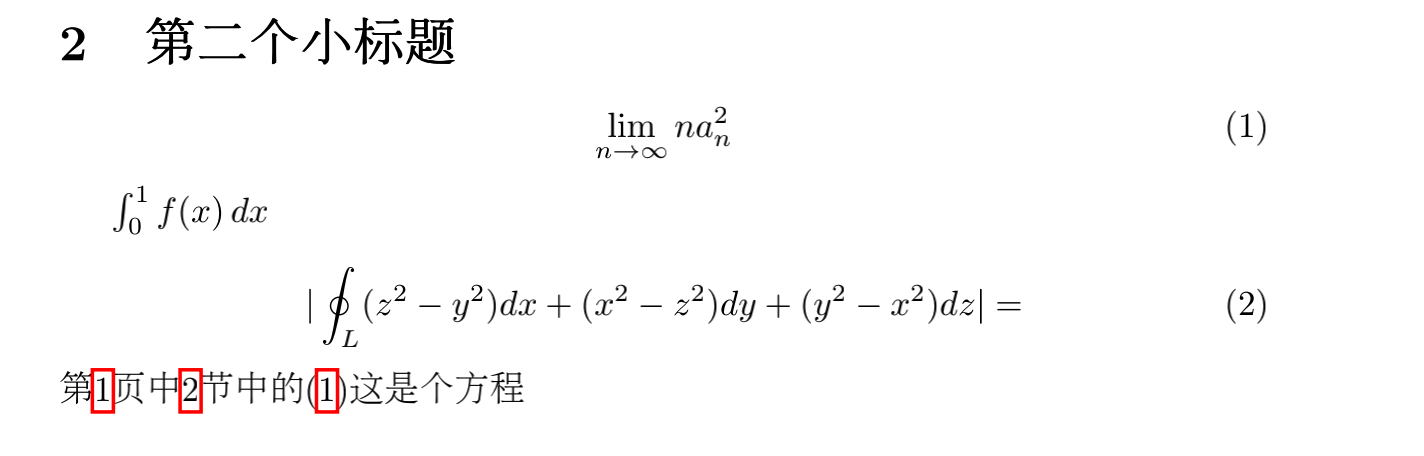 2 第二个小标题
lim n→∞ na_n^2 (1)
∫_0^1 f(x) dx
|∮_L (z^2 − y^2)dx + (x^2 − z^2)dy + (y^2 − x^2)dz| = (2)
第1页中2节中的(1)这是个方程